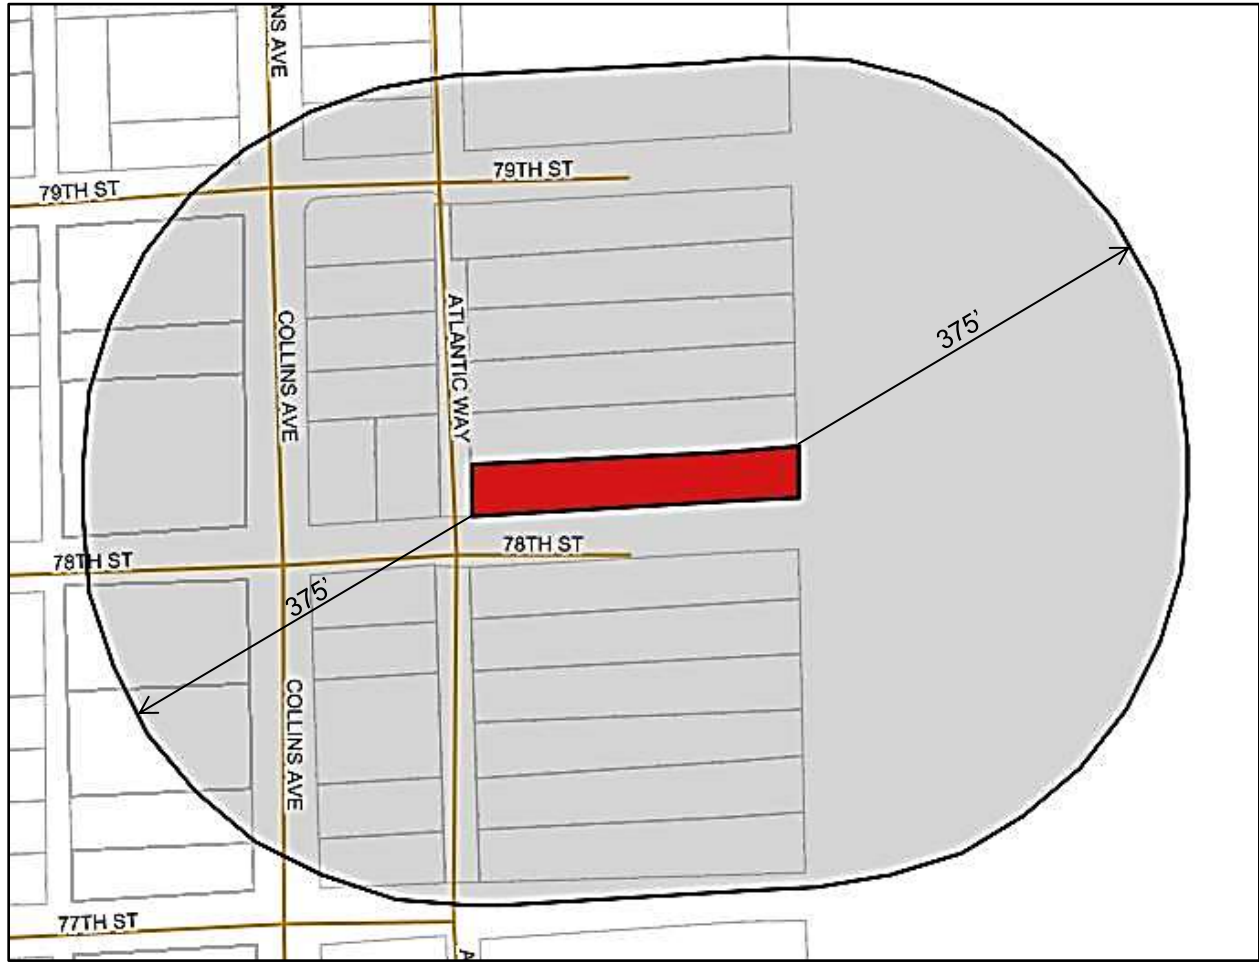 NS AVE
79TH ST
79TH ST
COLLINS AVE
ATLANTIC WAY
375'
78TH ST
78TH ST
375'
COLLINS AVE
77TH ST
A